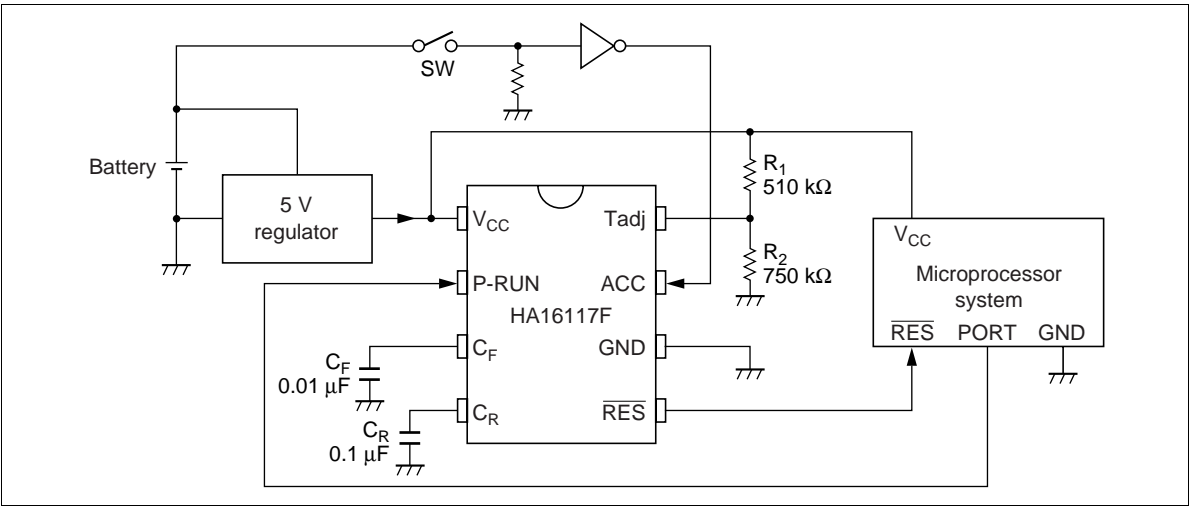 SW
Battery
5 V
regulator
R1
510 kΩ
R2
750 kΩ
VCC
Tadj
P-RUN
ACC
HA16117F
CF
GND
CR
RES
CF
0.01 μF
CR
0.1 μF
VCC
Microprocessor
system
RES PORT GND